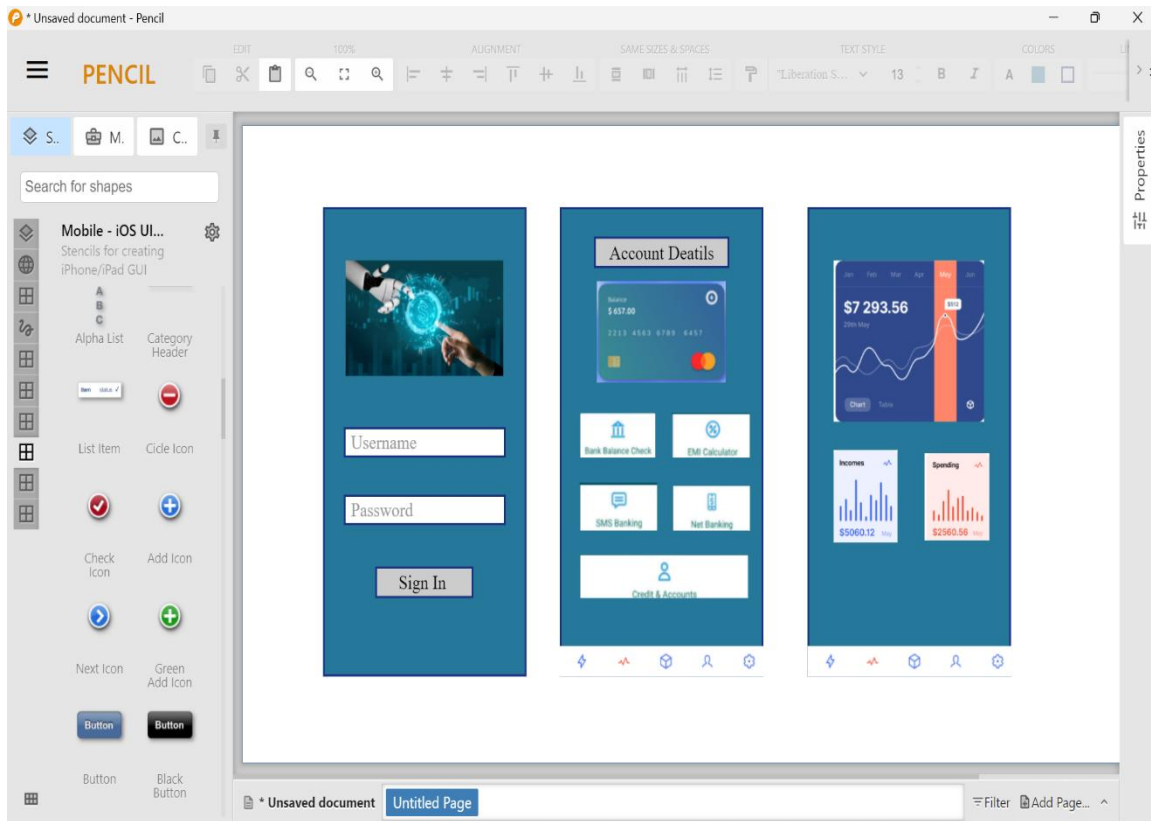 * Unsaved document - Pencil
EDIT
100%
ALIGNMENT
SAME SIZES & SPACES
TEXT STYLE
COLORS
PENCIL
"Liberation S...
13
B
I
A
S..
M.
C..
Search for shapes
Mobile - iOS UI...
Stencils for creating
iPhone/iPad GUI
A
B
C
Alpha List
Category
Header
Item
status
List Item
Cicle Icon
Check
Icon
Add Icon
Next Icon
Green
Add Icon
Button
Button
Button
Black
Button
Username
Password
Sign In
Account Deatils
Balance
$ 657.00
2213 4563 6789 6457
Bank Balance Check
EMI Calculator
SMS Banking
Net Banking
Credit & Accounts
Jan Feb Mar Apr May Jun
$7 293.56
29th May
Chart
Table
Incomes
$5060.12 May
Spending
$2560.56 May
Properties
* Unsaved document
Untitled Page
Filter
Add Page...